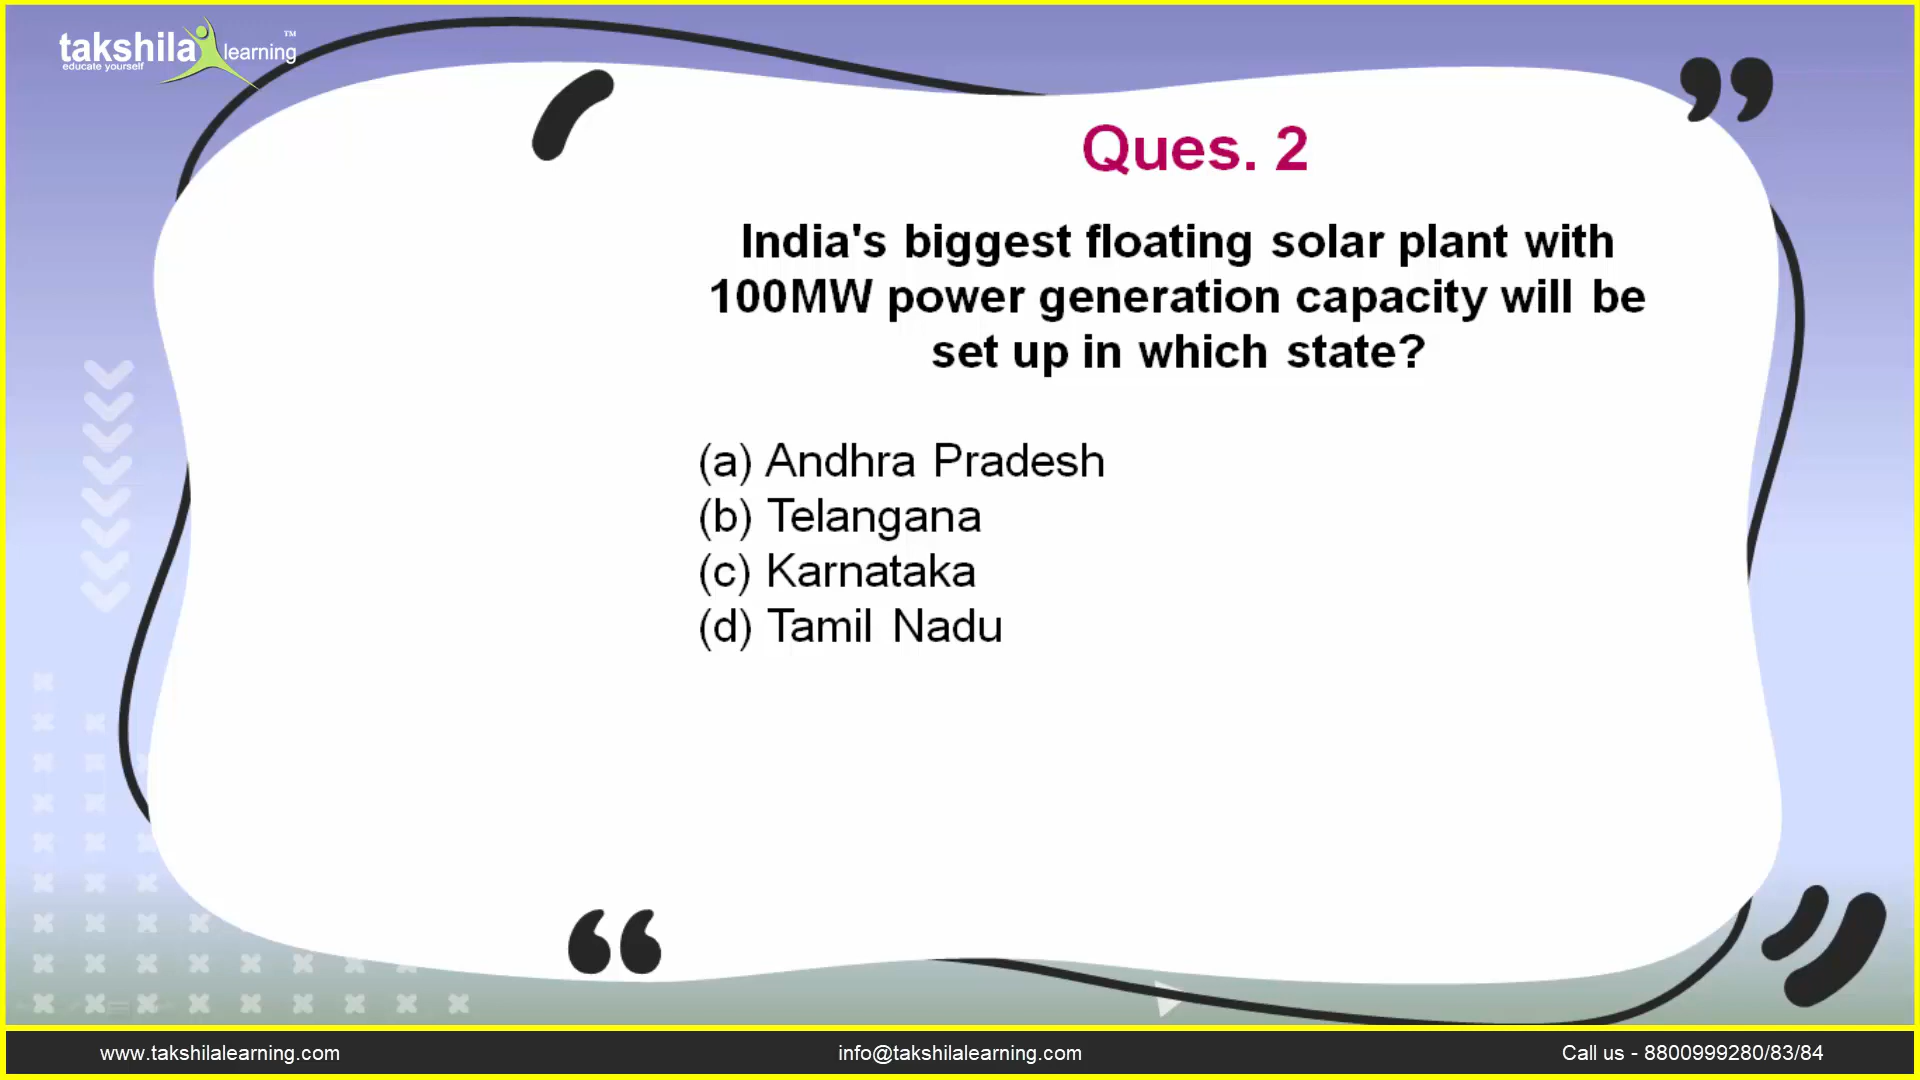 takshila learning™
educate yourself
Ques. 2
India's biggest floating solar plant with
100MW power generation capacity will be
set up in which state?
(a) Andhra Pradesh
(b) Telangana
(c) Karnataka
(d) Tamil Nadu
www.takshilalearning.com
info@takshilalearning.com
Call us - 8800999280/83/84